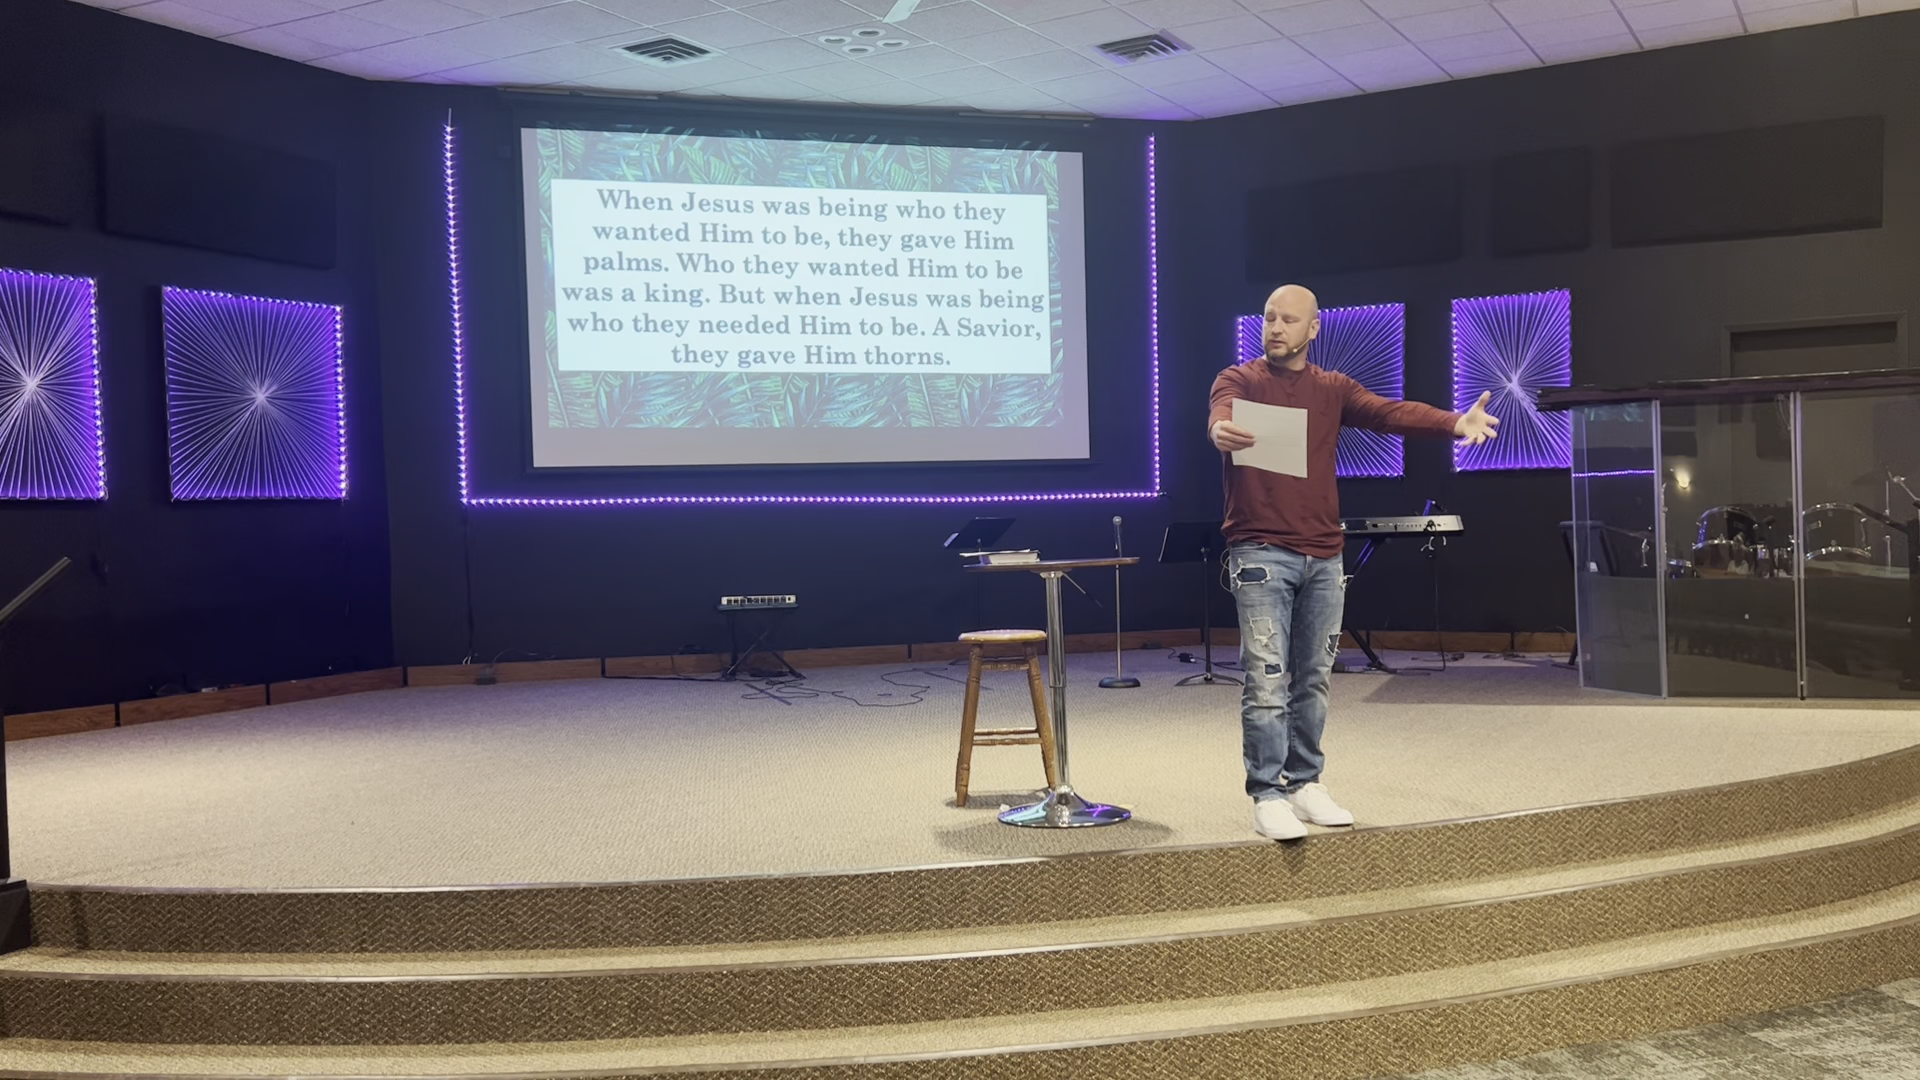 When Jesus was being who they
wanted Him to be, they gave Him
palms. Who they wanted Him to be
was a king. But when Jesus was being
who they needed Him to be. A Savior,
they gave Him thorns.